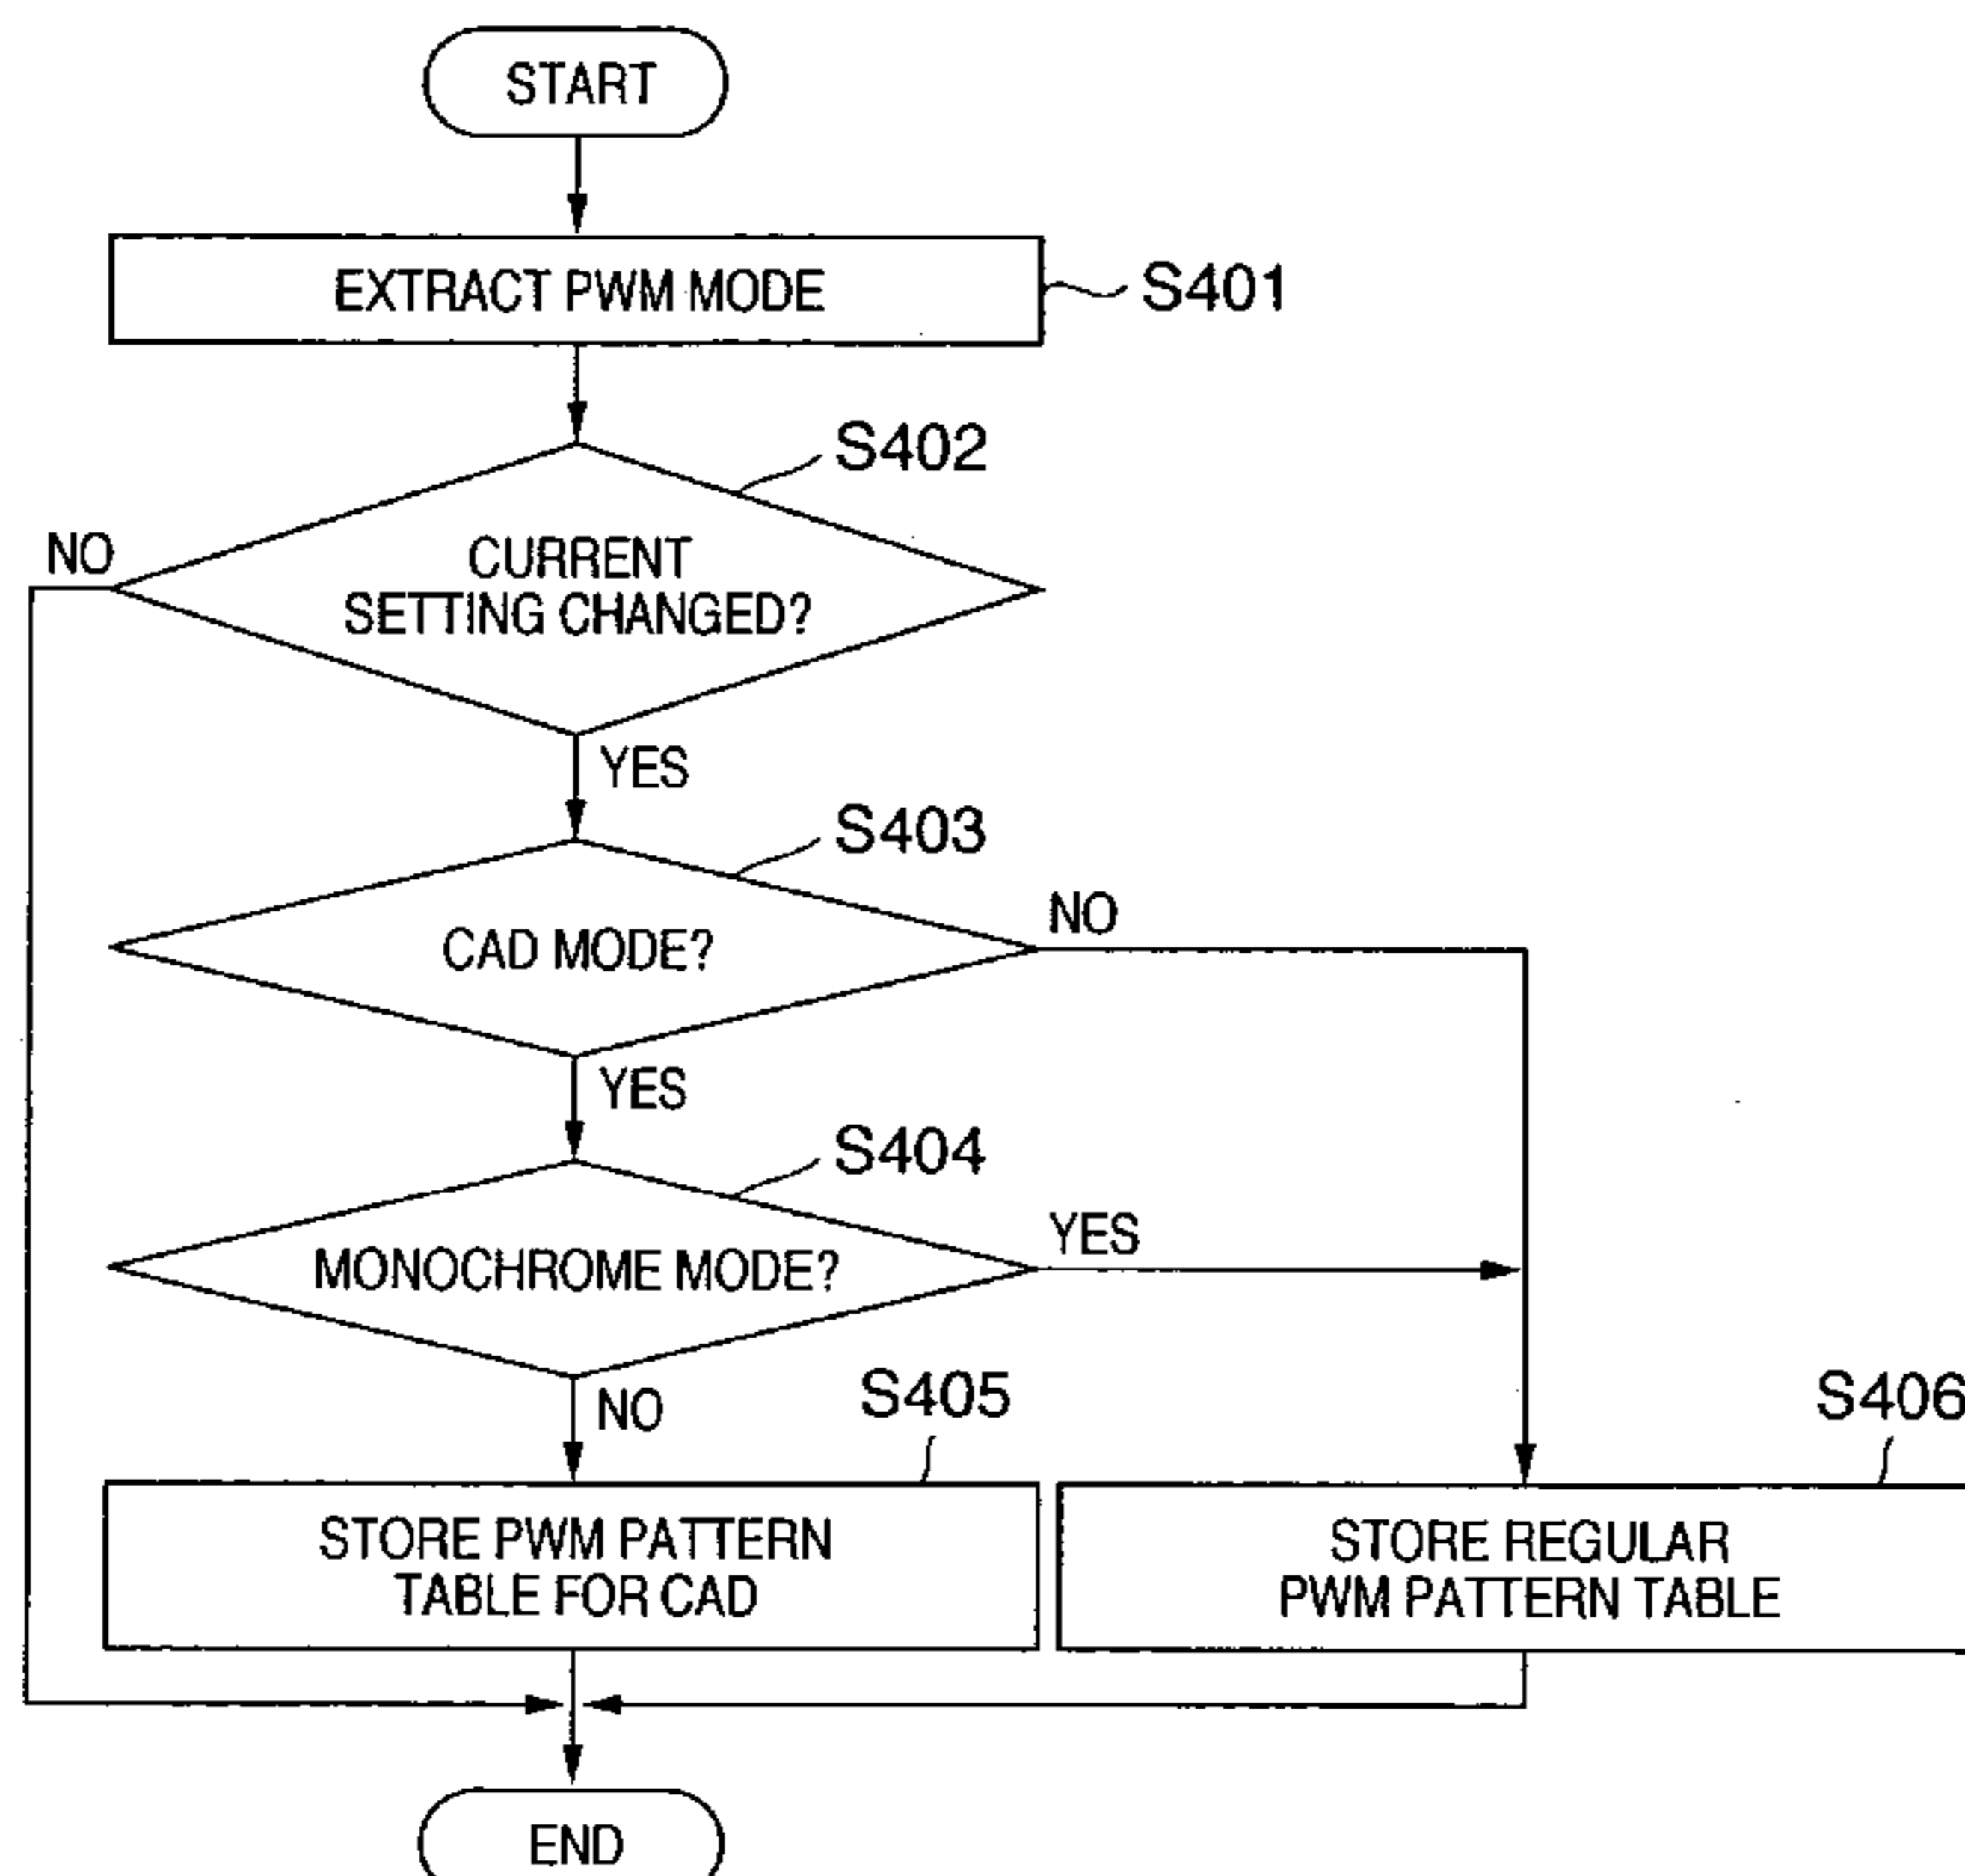 START
EXTRACT PWM MODE
S401
S402
NO
CURRENT
SETTING CHANGED?
YES
S403
NO
CAD MODE?
YES
S404
YES
MONOCHROME MODE?
NO
S405
S406
STORE PWM PATTERN
TABLE FOR CAD
STORE REGULAR
PWM PATTERN TABLE
END